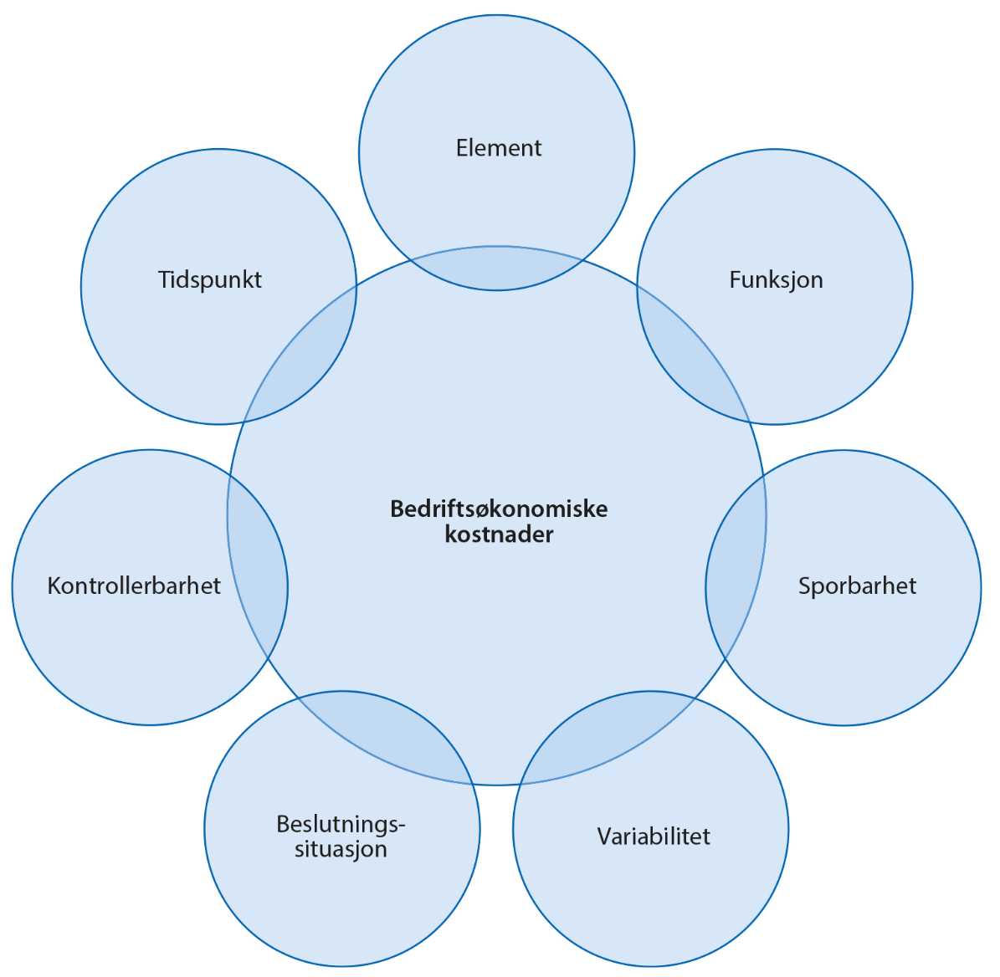 Element
Tidspunkt
Funksjon
Bedriftsøkonomiske
kostnader
Kontrollerbarhet
Sporbarhet
Beslutnings-
situasjon
Variabilitet